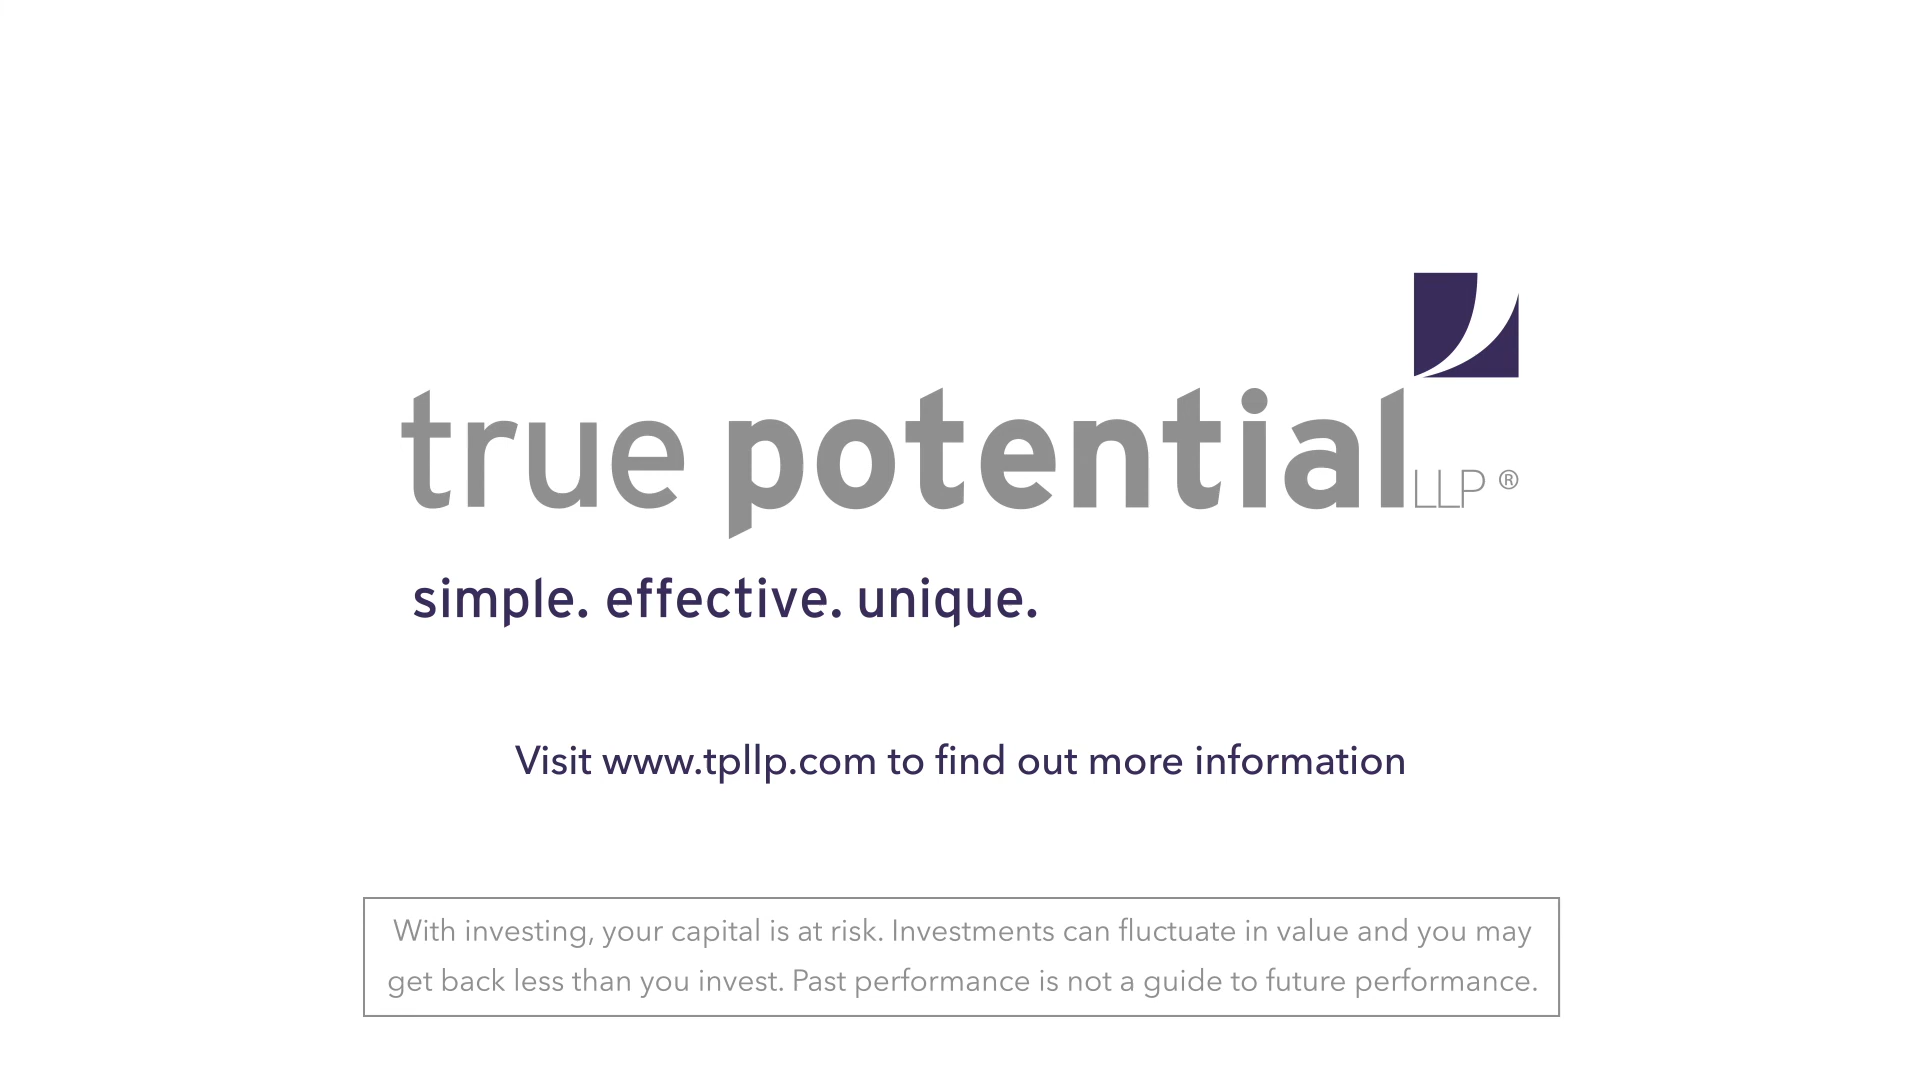 true potential LLP ®
simple. effective. unique.
Visit www.tpllp.com to find out more information
With investing, your capital is at risk. Investments can fluctuate in value and you may
get back less than you invest. Past performance is not a guide to future performance.